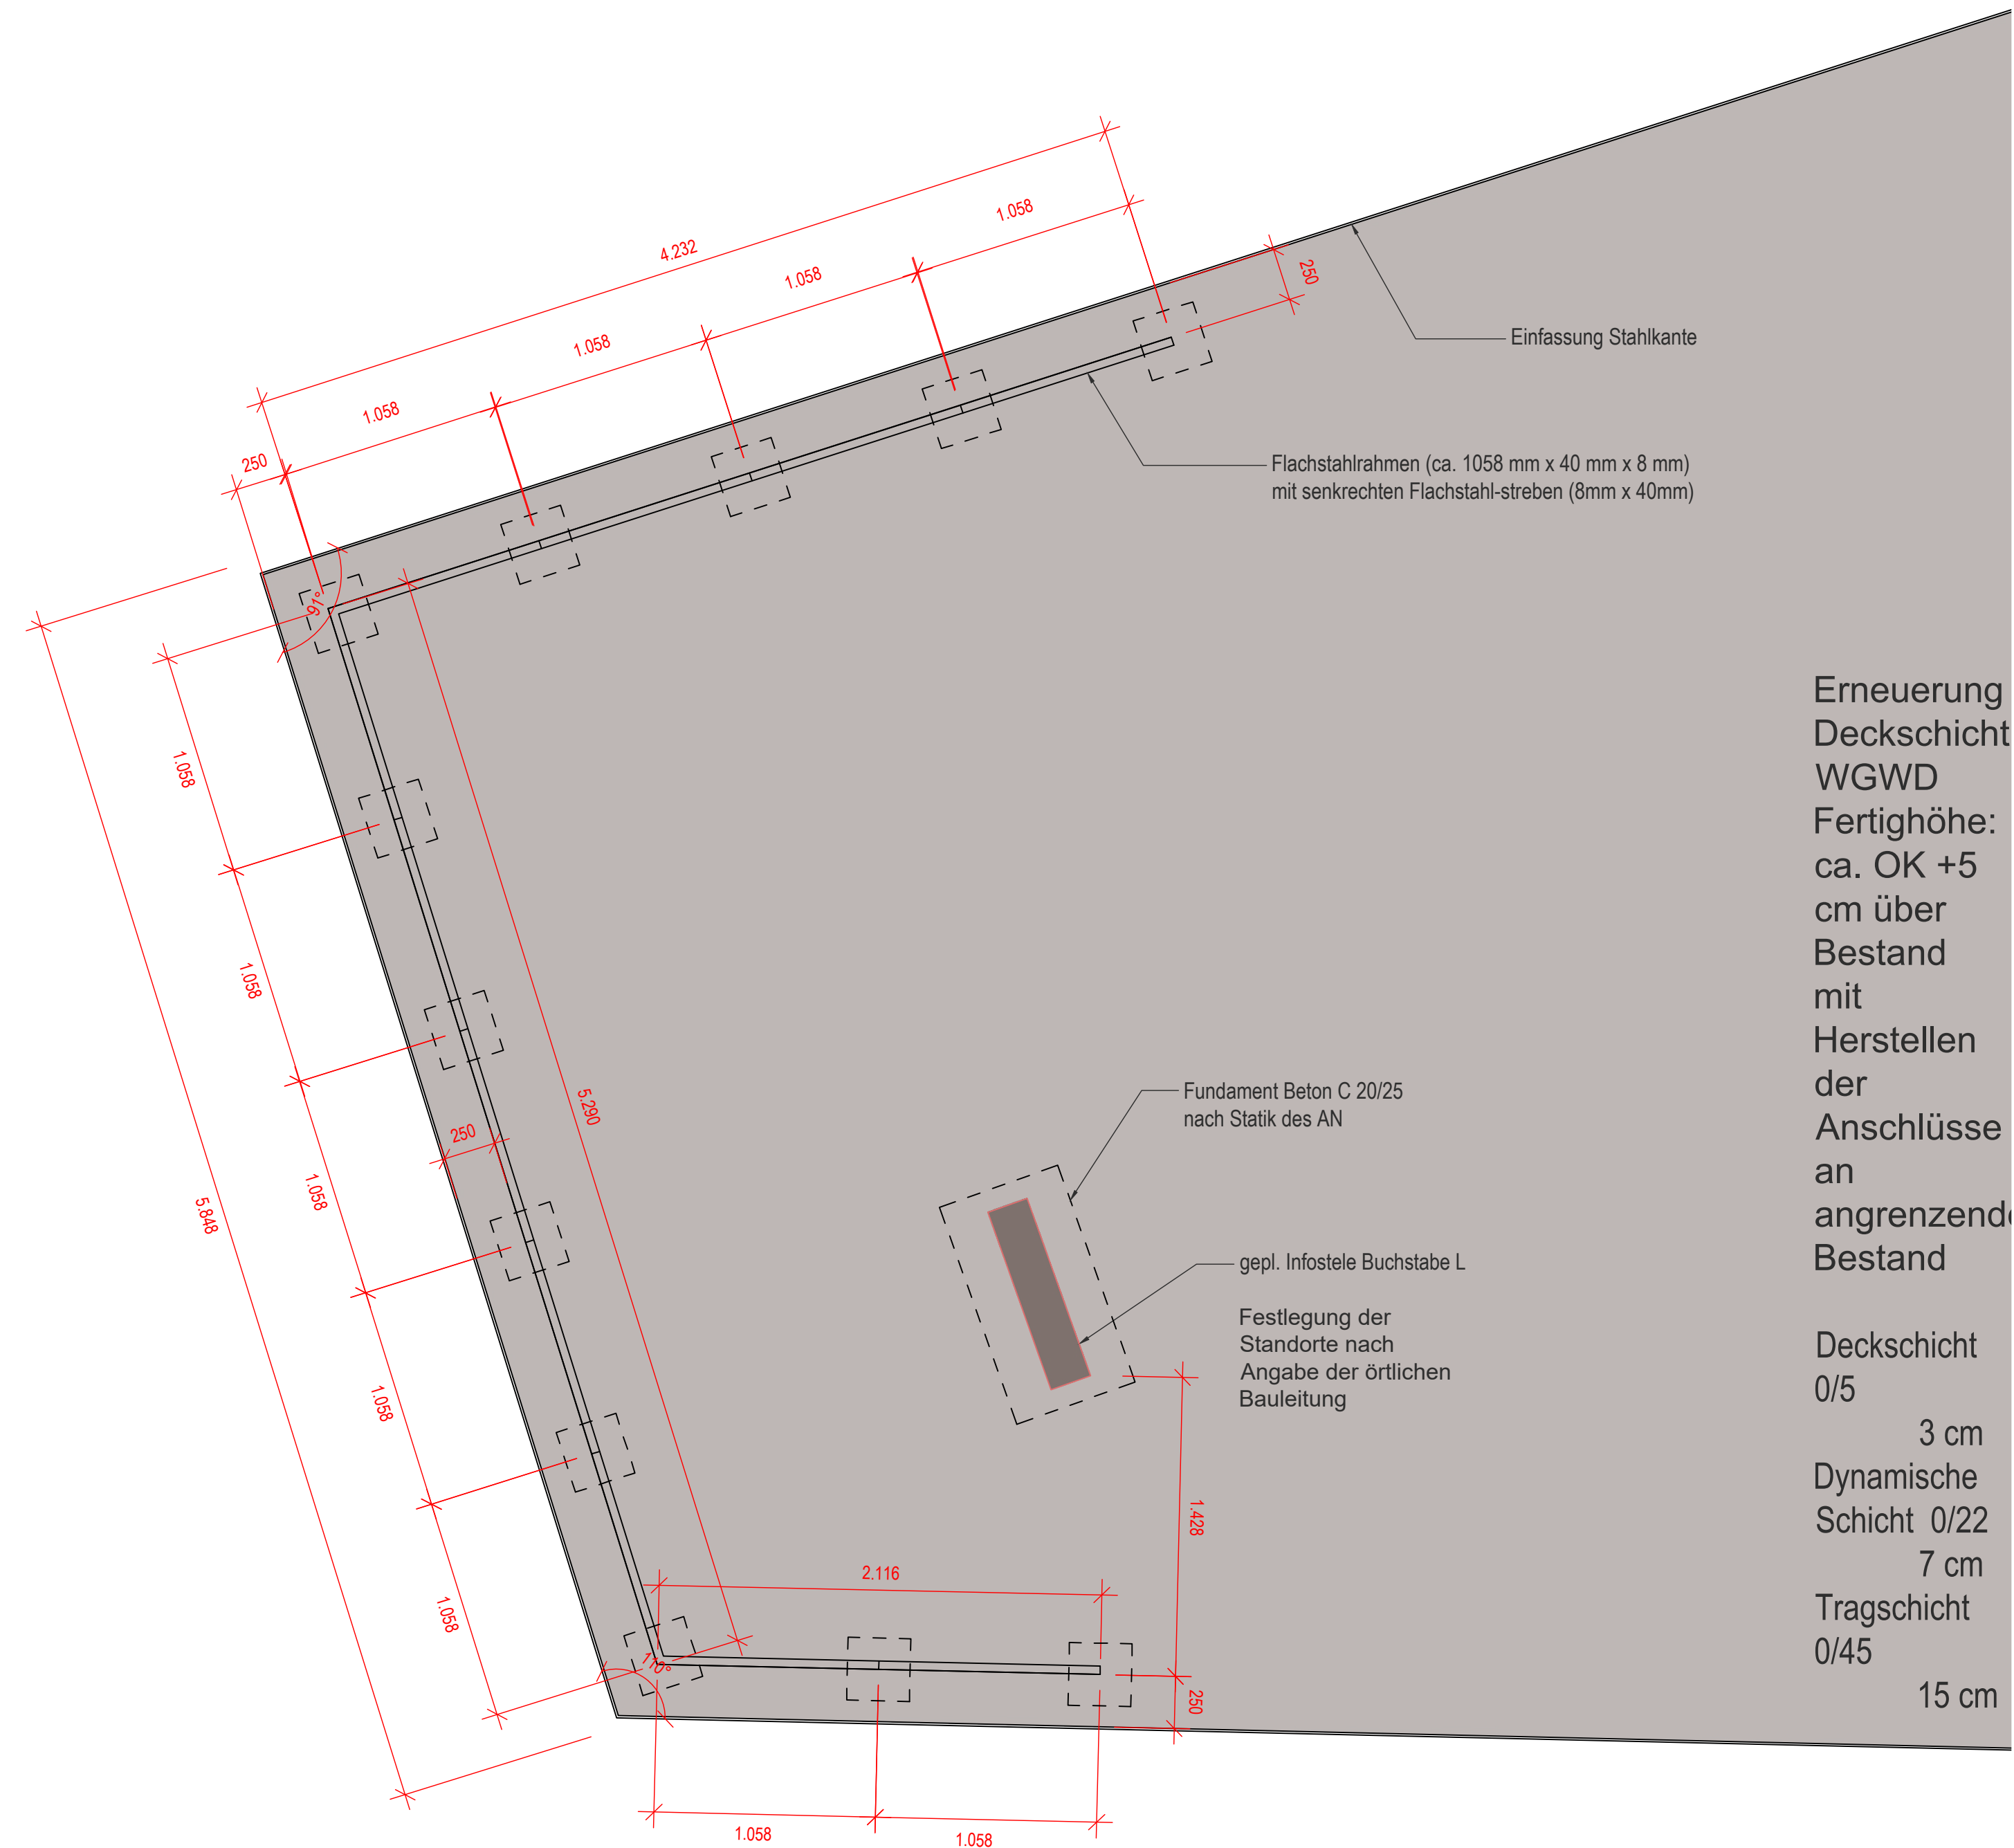 4.232
1.058
1.058
1.058
1.058
250
250
Einfassung Stahlkante
Flachstahlrahmen (ca. 1058 mm x 40 mm x 8 mm)
mit senkrechten Flachstahl-streben (8mm x 40mm)
91°
1.058
1.058
1.058
1.058
1.058
5.848
5.290
250
Fundament Beton C 20/25
nach Statik des AN
gepl. Infostele Buchstabe L
Festlegung der
Standorte nach
Angabe der örtlichen
Bauleitung
1.428
2.116
110°
250
1.058
1.058
Erneuerung
Deckschicht
WGWD
Fertighöhe:
ca. OK +5
cm über
Bestand
mit
Herstellen
der
Anschlüsse
an
angrenzende
Bestand
Deckschicht
0/5
3 cm
Dynamische
Schicht 0/22
7 cm
Tragschicht
0/45
15 cm